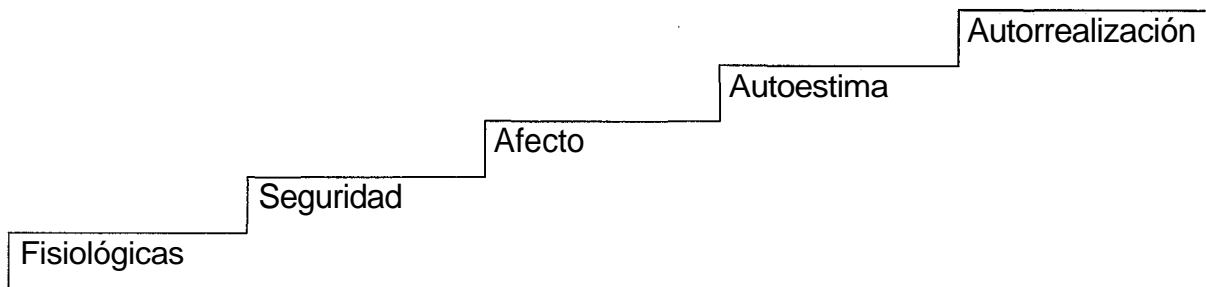 Autorrealización
Autoestima
Afecto
Seguridad
Fisiológicas